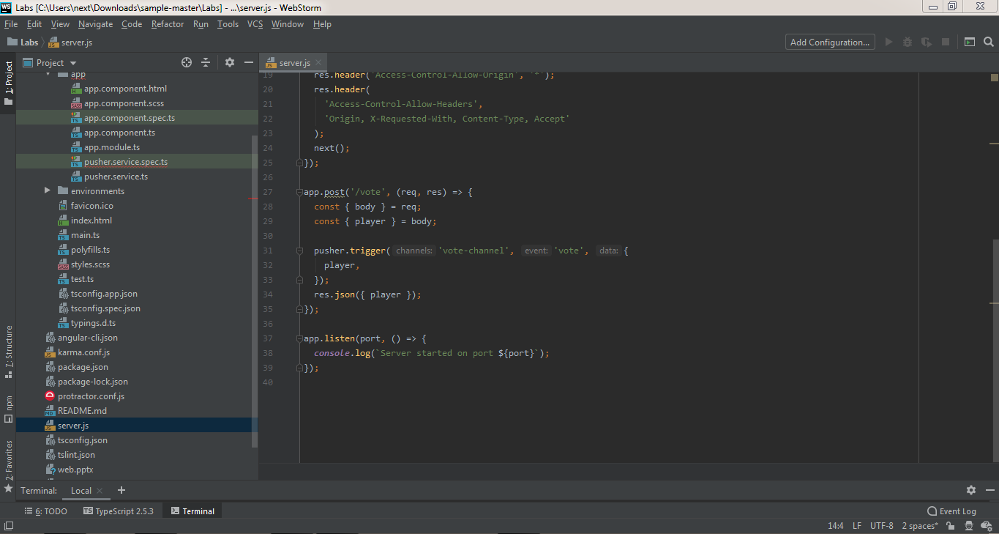 WS Labs [C:\Users\next\Downloads\sample-master\Labs] - ...\server.js - WebStorm
File Edit View Navigate Code Refactor Run Tools VCS Window Help
Labs server.js Add Configuration...
1: Project
7: Structure
npm
2: Favorites
Project
app
app.component.html
app.component.scss
app.component.spec.ts
app.component.ts
app.module.ts
pusher.service.spec.ts
pusher.service.ts
environments
favicon.ico
index.html
main.ts
polyfills.ts
styles.scss
test.ts
tsconfig.app.json
tsconfig.spec.json
typings.d.ts
angular-cli.json
karma.conf.js
package.json
package-lock.json
protractor.conf.js
README.md
server.js
tsconfig.json
tslint.json
web.pptx
server.js
19 res.header('Access-Control-Allow-Origin', '*');
20 res.header(
21 'Access-Control-Allow-Headers',
22 'Origin, X-Requested-With, Content-Type, Accept'
23 );
24 next();
25 });
26
27 app.post('/vote', (req, res) => {
28 const { body } = req;
29 const { player } = body;
30
31 pusher.trigger( channels: 'vote-channel', event: 'vote', data: {
32 player,
33 });
34 res.json({ player });
35 });
36
37 app.listen(port, () => {
38 console.log(`Server started on port ${port}`);
39 });
40
Terminal: Local +
6: TODO TS TypeScript 2.5.3 Terminal Event Log
14:4 LF UTF-8 2 spaces*